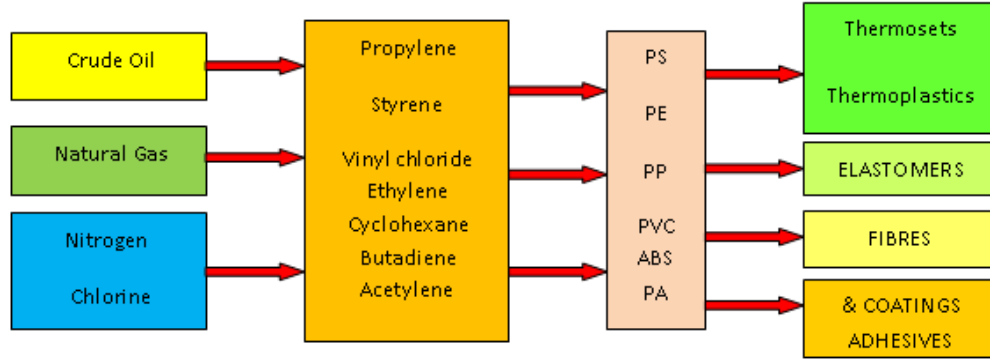 Crude Oil
Natural Gas
Nitrogen
Chlorine
Propylene
Styrene
Vinyl chloride
Ethylene
Cyclohexane
Butadiene
Acetylene
PS
PE
PP
PVC
ABS
PA
Thermosets
Thermoplastics
ELASTOMERS
FIBRES
& COATINGS
ADHESIVES